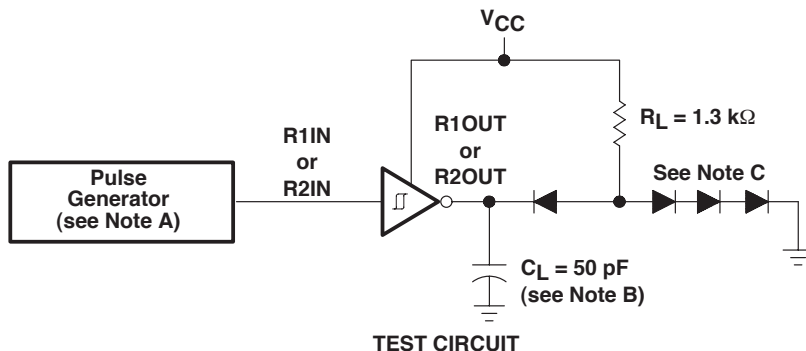 VCC
RL = 1.3 kΩ
R1IN
or
R2IN
R1OUT
or
R2OUT
See Note C
Pulse
Generator
(see Note A)
CL = 50 pF
(see Note B)
TEST CIRCUIT